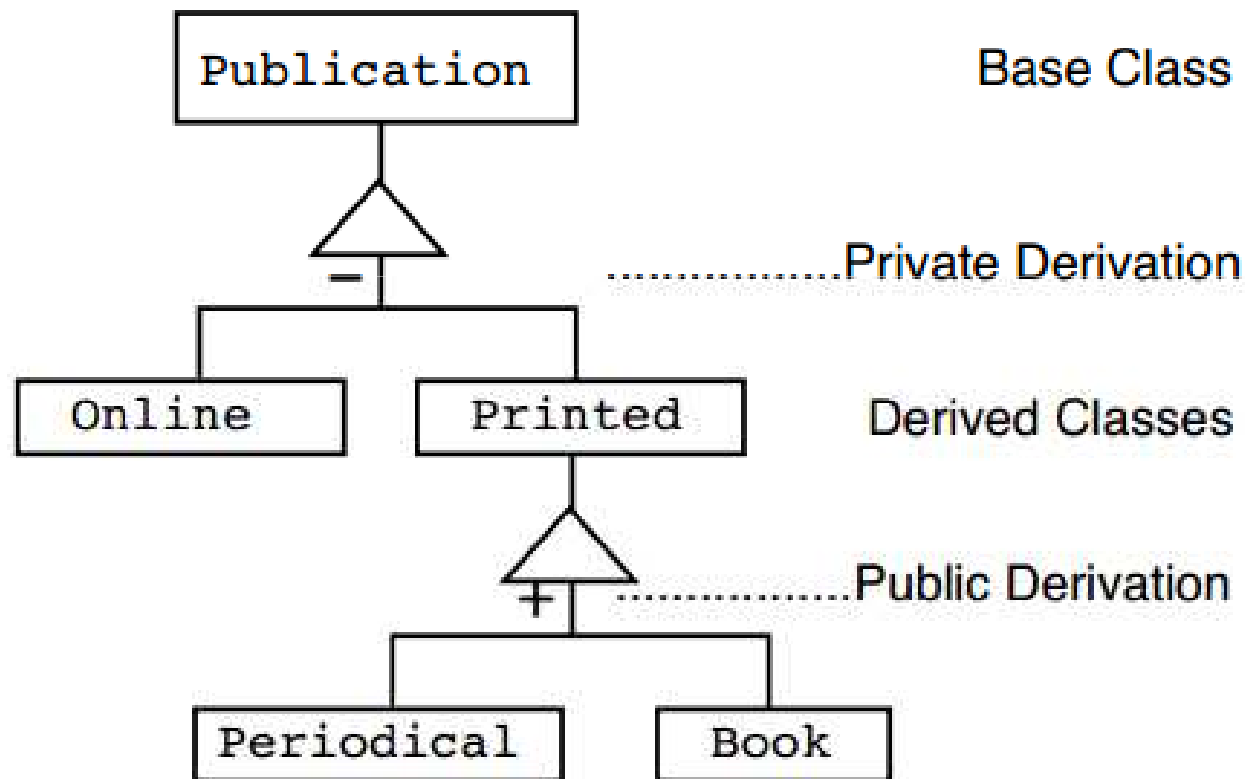 Publication
Base Class
-
Private Derivation
Online
Printed
Derived Classes
+
Public Derivation
Periodical
Book